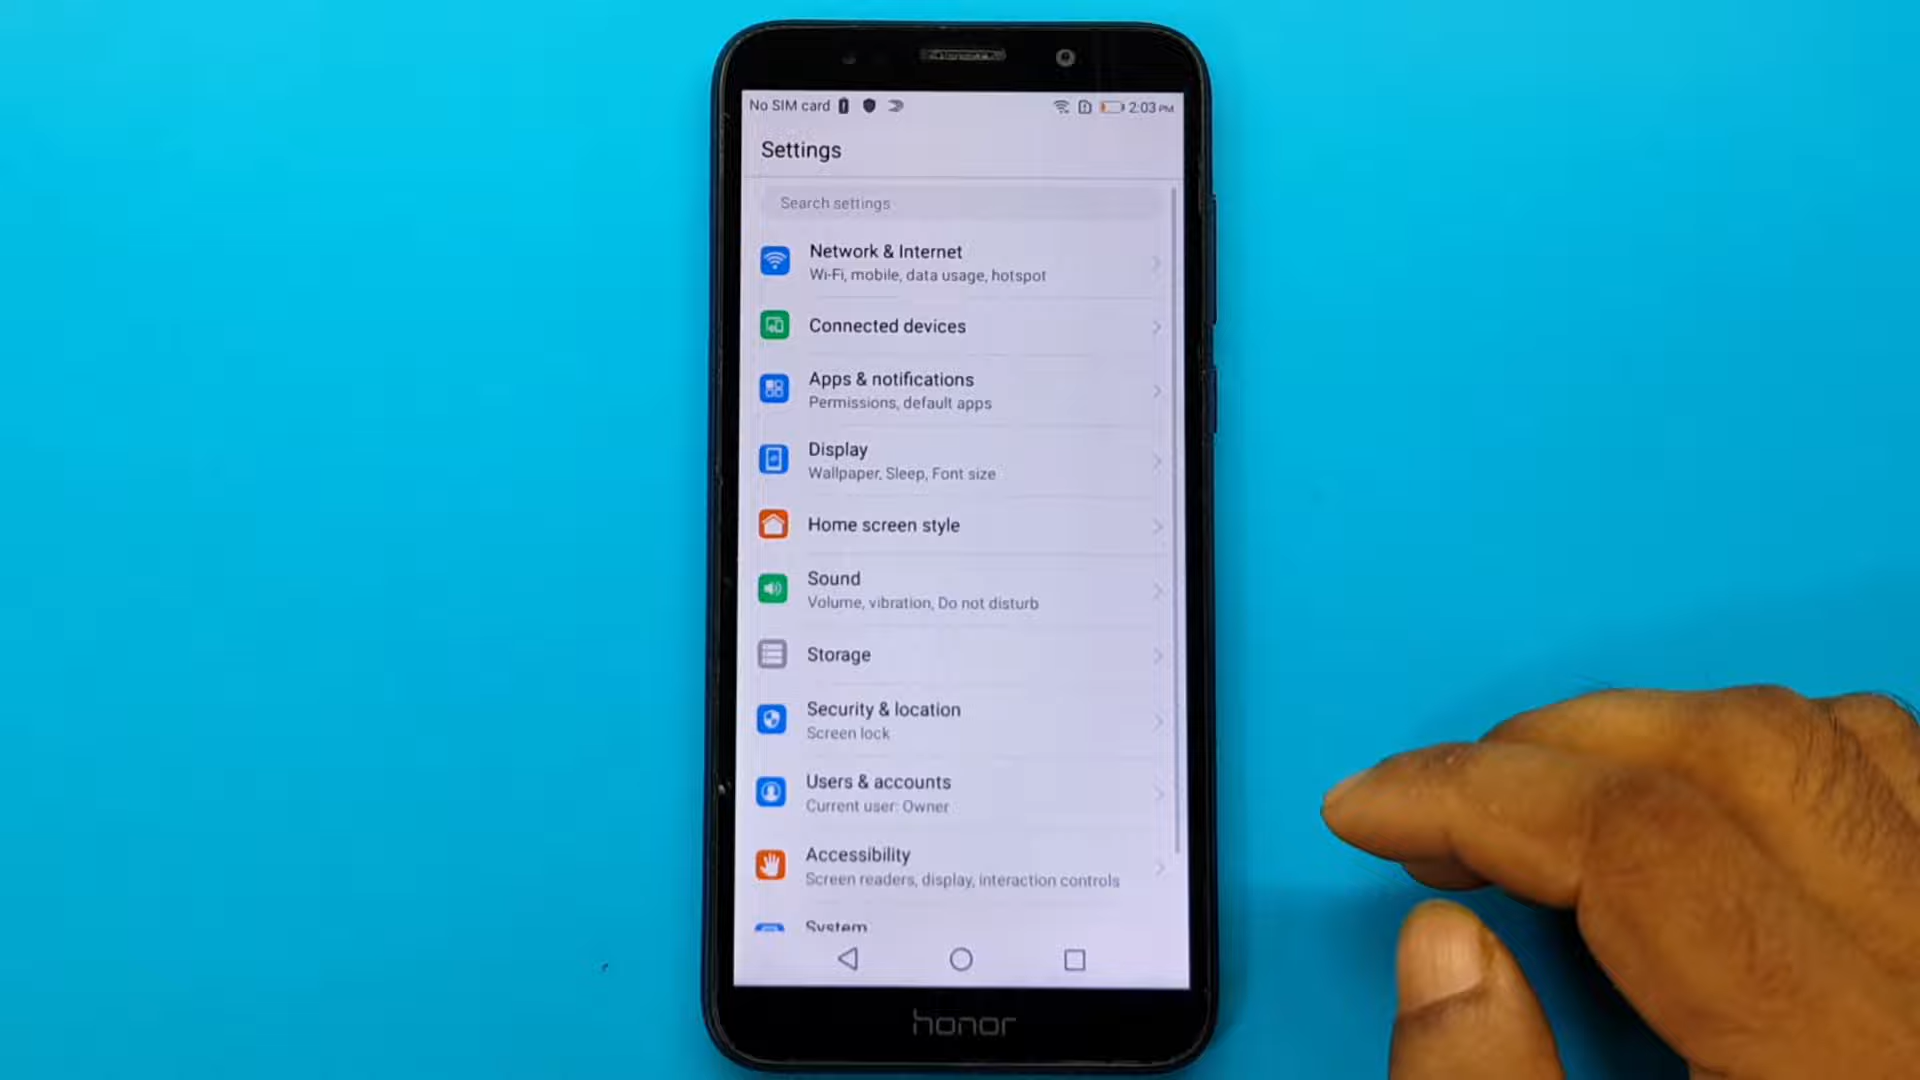 No SIM card 2:03 PM
Settings
Search settings
Network & Internet
Wi-Fi, mobile, data usage, hotspot
Connected devices
Apps & notifications
Permissions, default apps
Display
Wallpaper, Sleep, Font size
Home screen style
Sound
Volume, vibration, Do not disturb
Storage
Security & location
Screen lock
Users & accounts
Current user: Owner
Accessibility
Screen readers, display, interaction controls
System
honor